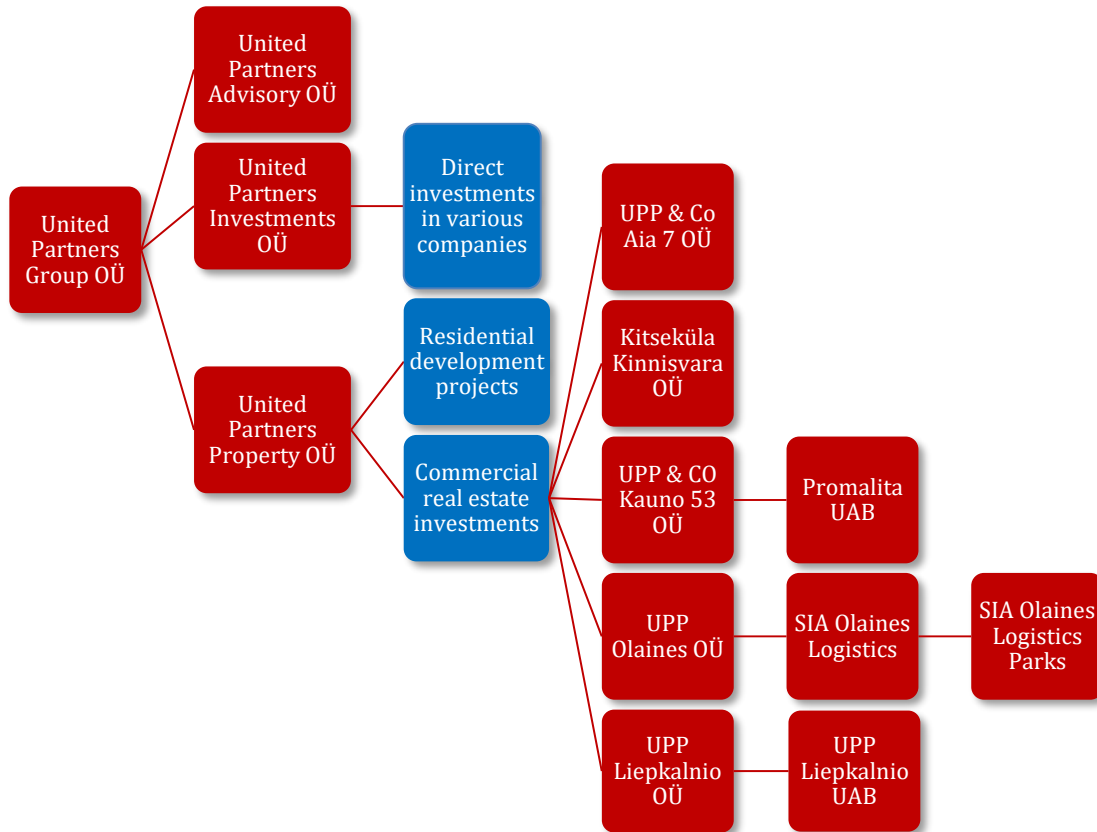 United
Partners
Group OÜ
United
Partners
Advisory OÜ
United
Partners
Investments
OÜ
United
Partners
Property OÜ
Direct
investments
in various
companies
Residential
development
projects
Commercial
real estate
investments
UPP & Co
Aia 7 OÜ
Kitseküla
Kinnisvara
OÜ
UPP & CO
Kauno 53
OÜ
Promalita
UAB
UPP
Olaines OÜ
SIA Olaines
Logistics
SIA Olaines
Logistics
Parks
UPP
Liepkalnio
OÜ
UPP
Liepkalnio
UAB